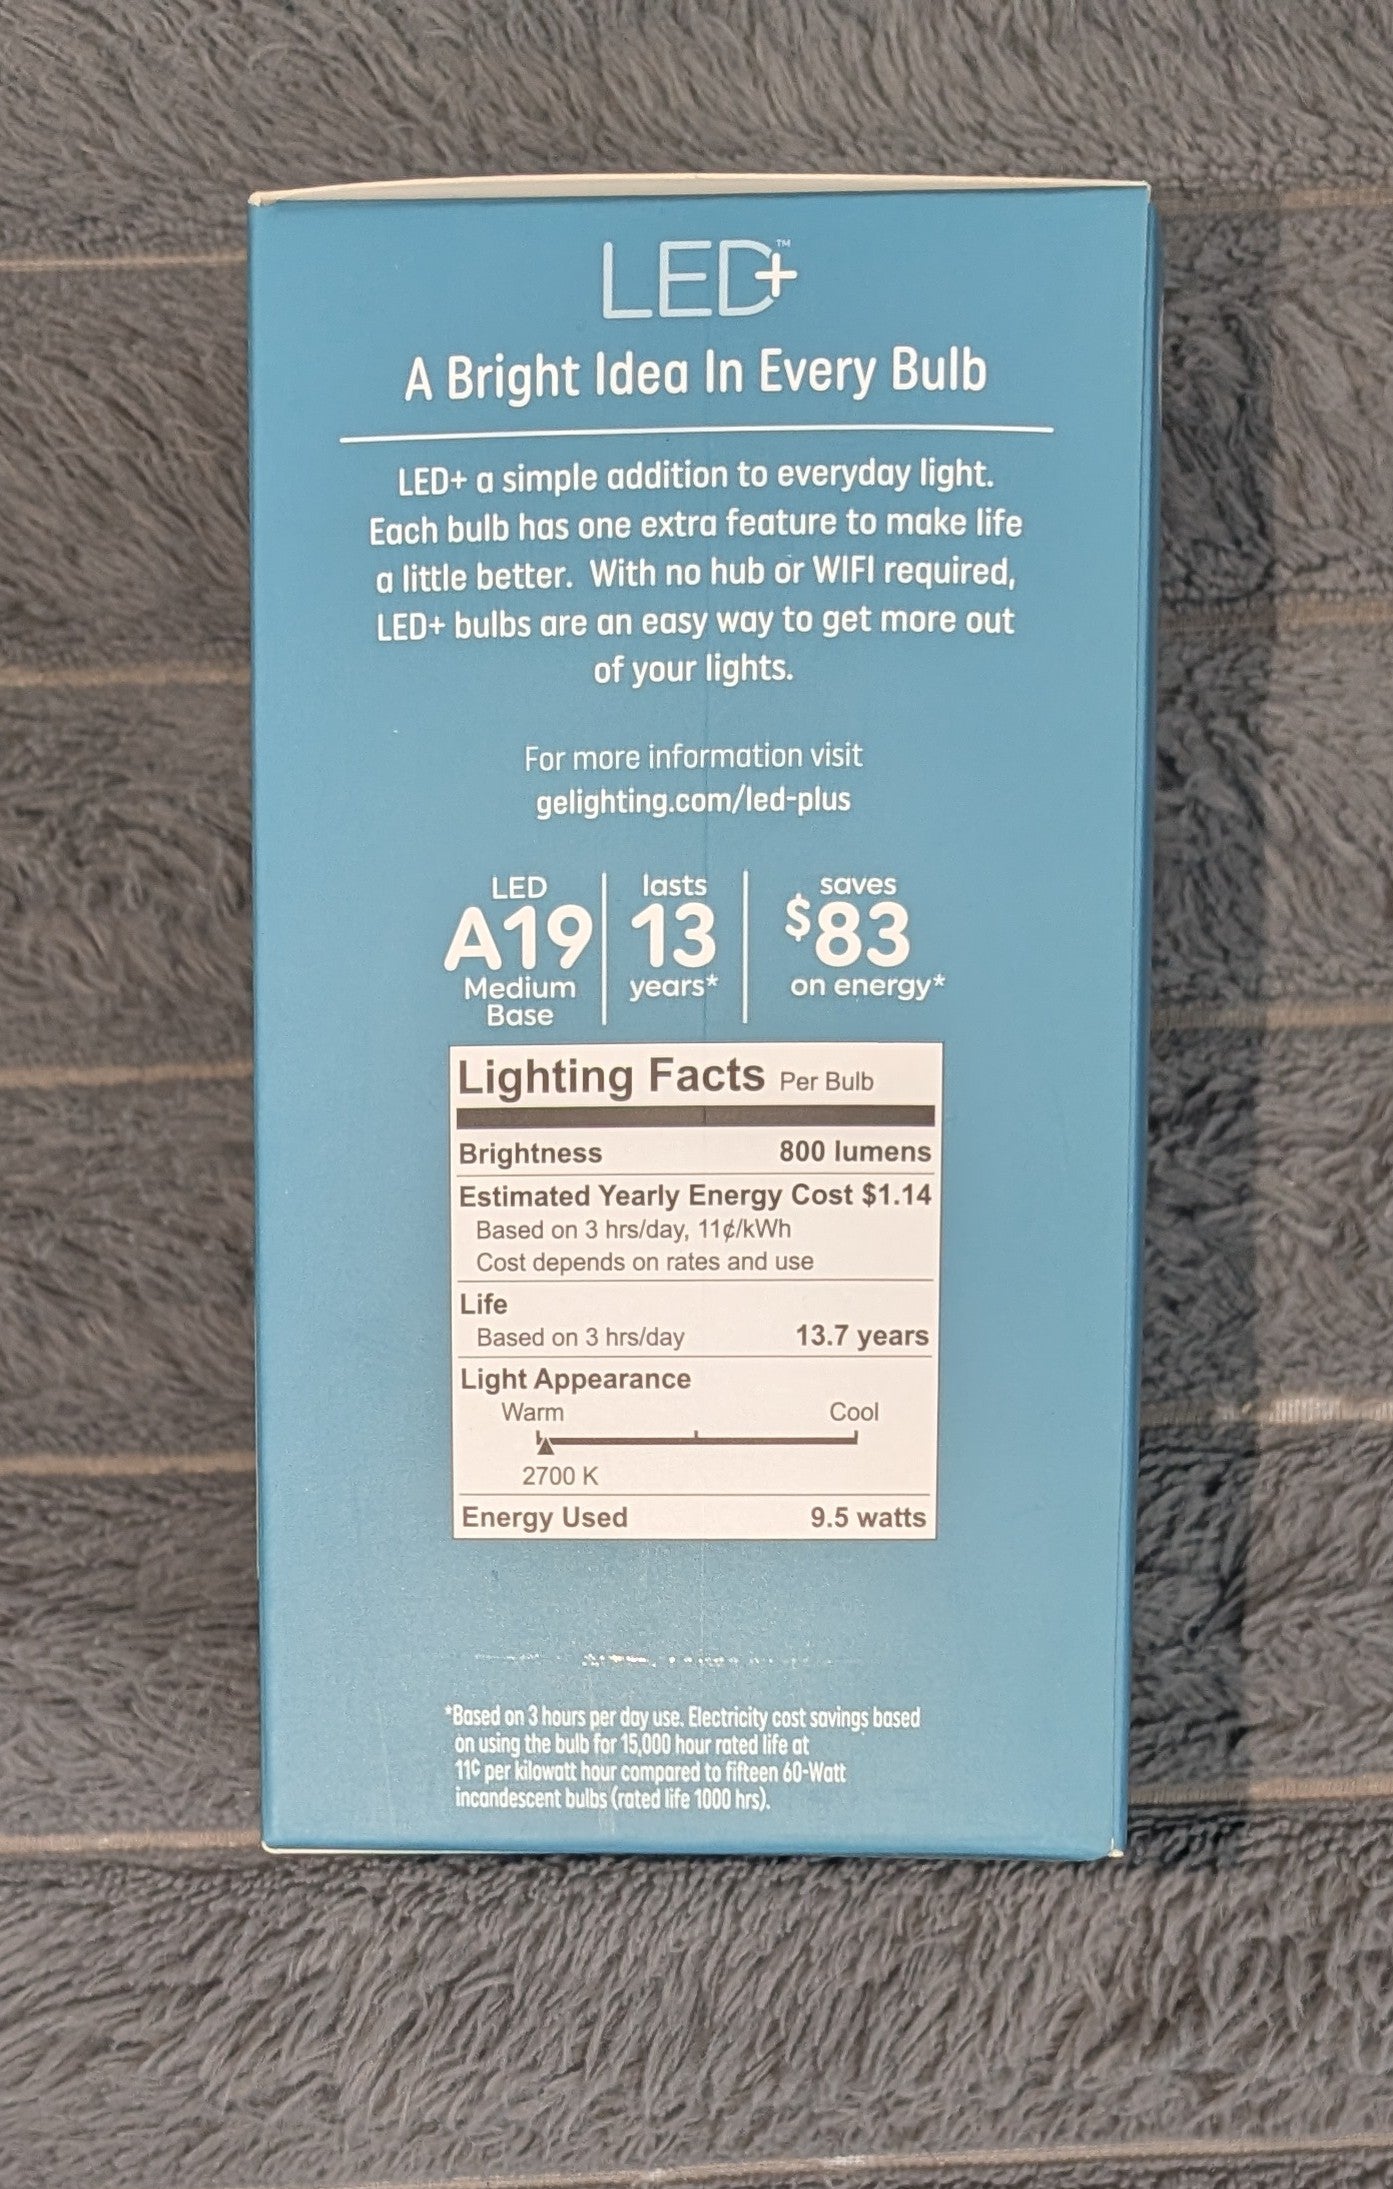 LED+™
A Bright Idea In Every Bulb
LED+ a simple addition to everyday light.
Each bulb has one extra feature to make life
a little better. With no hub or WIFI required,
LED+ bulbs are an easy way to get more out
of your lights.
For more information visit
gelighting.com/led-plus
LED
A19
Medium
Base
lasts
13
years*
saves
$83
on energy*
Lighting Facts Per Bulb
Brightness 800 lumens
Estimated Yearly Energy Cost $1.14
Based on 3 hrs/day, 11¢/kWh
Cost depends on rates and use
Life
Based on 3 hrs/day 13.7 years
Light Appearance
Warm Cool
2700 K
Energy Used 9.5 watts
*Based on 3 hours per day use. Electricity cost savings based
on using the bulb for 15,000 hour rated life at
11¢ per kilowatt hour compared to fifteen 60-Watt
incandescent bulbs (rated life 1000 hrs).